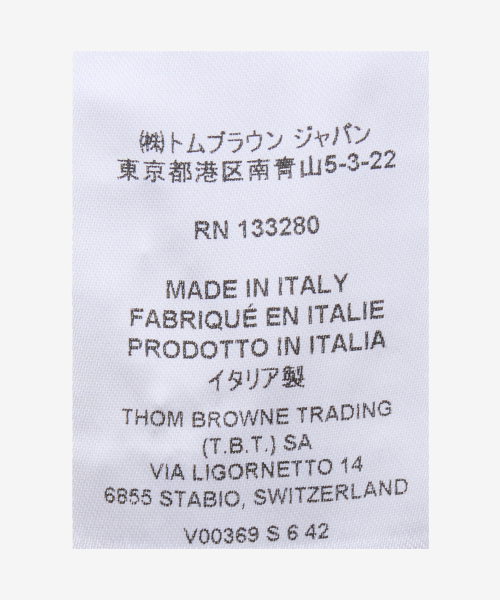 ㈱トムブラウン ジャパン
東京都港区南青山5-3-22
RN 133280
MADE IN ITALY
FABRIQUÉ EN ITALIE
PRODOTTO IN ITALIA
イタリア製
THOM BROWNE TRADING
(T.B.T.) SA
VIA LIGORNETTO 14
6855 STABIO, SWITZERLAND
V00369 S 6 42